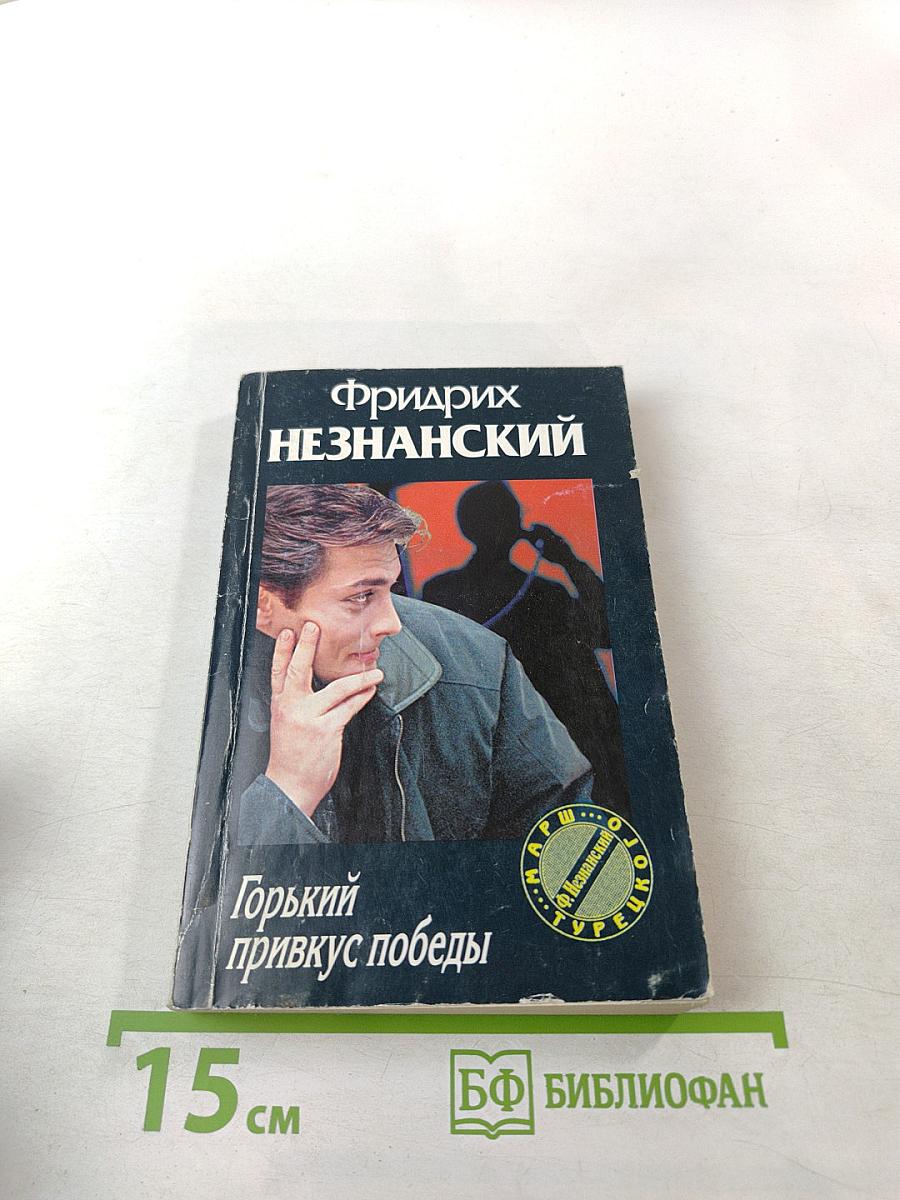 Фридрих
НЕЗНАНСКИЙ
Горький
привкус победы
МАРШ
Ф. Незнанский
ТУРЕЦКОГО
15 см
БФ БИБЛИОФАН